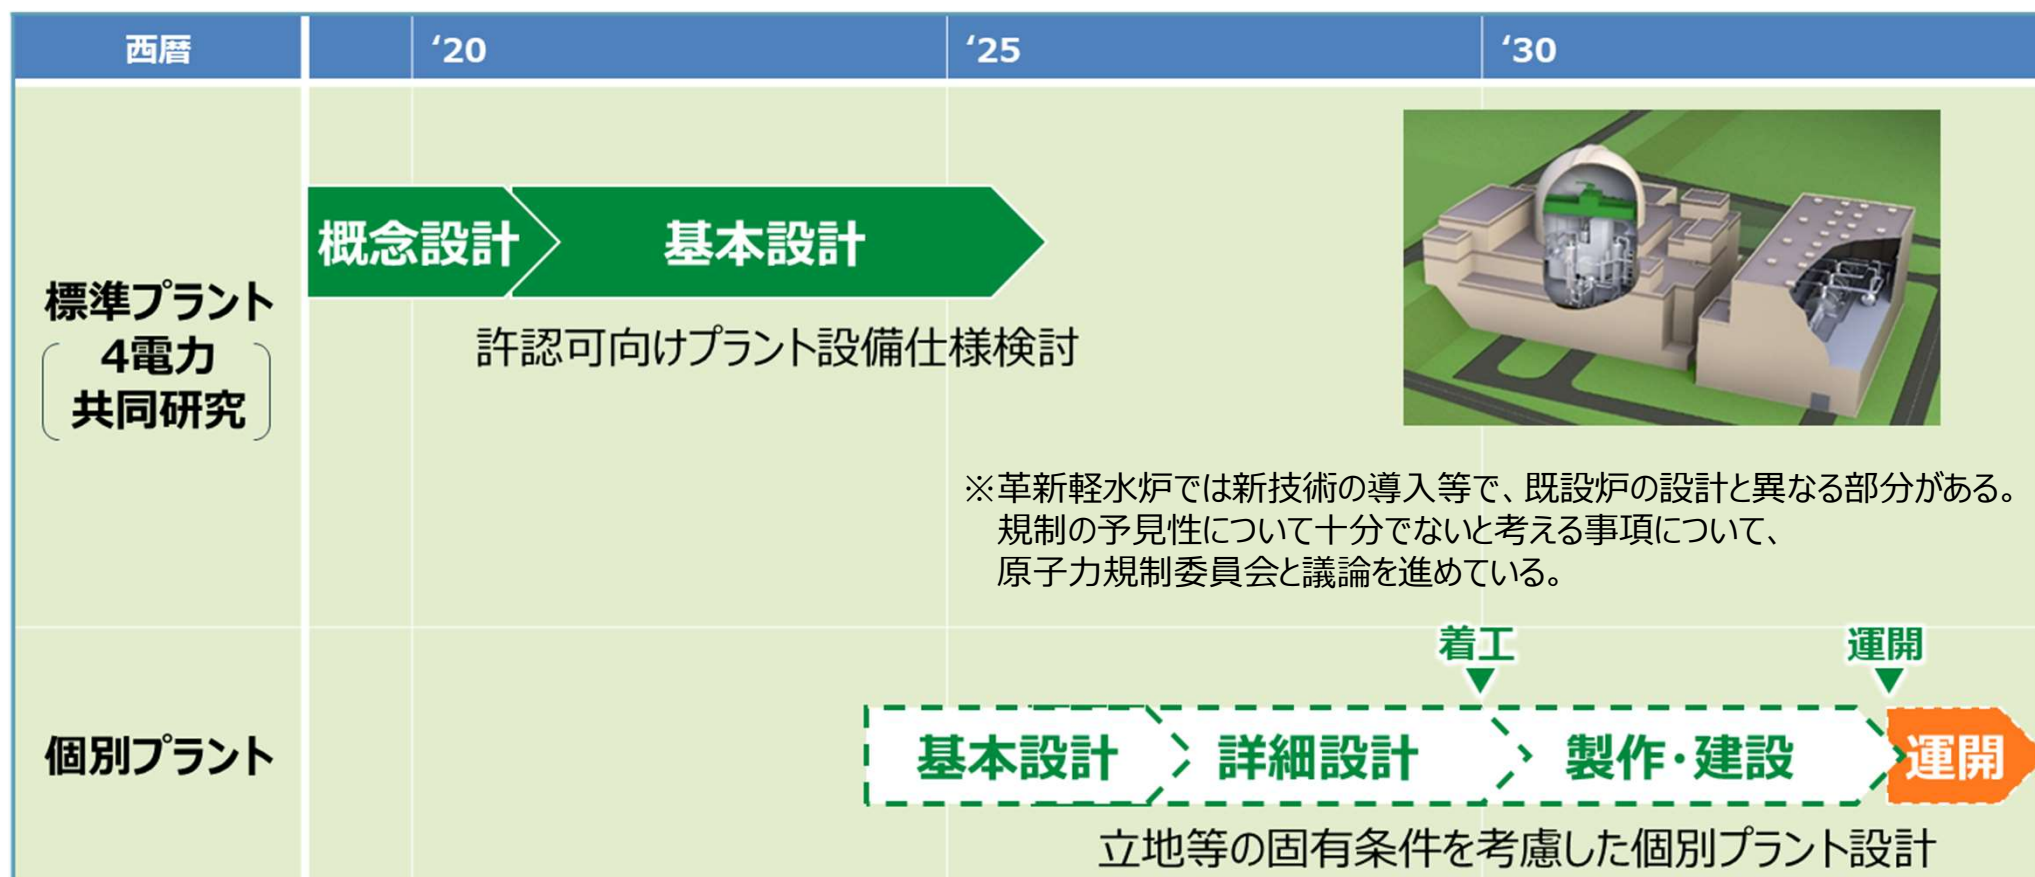 西暦 ‘20 ‘25 ‘30
概念設計 基本設計
標準プラント
4電力
共同研究
許認可向けプラント設備仕様検討
※革新軽水炉では新技術の導入等で、既設炉の設計と異なる部分がある。
規制の予見性について十分でないと考える事項について、
原子力規制委員会と議論を進めている。
着工 運開
個別プラント
基本設計 詳細設計 製作・建設 運開
立地等の固有条件を考慮した個別プラント設計